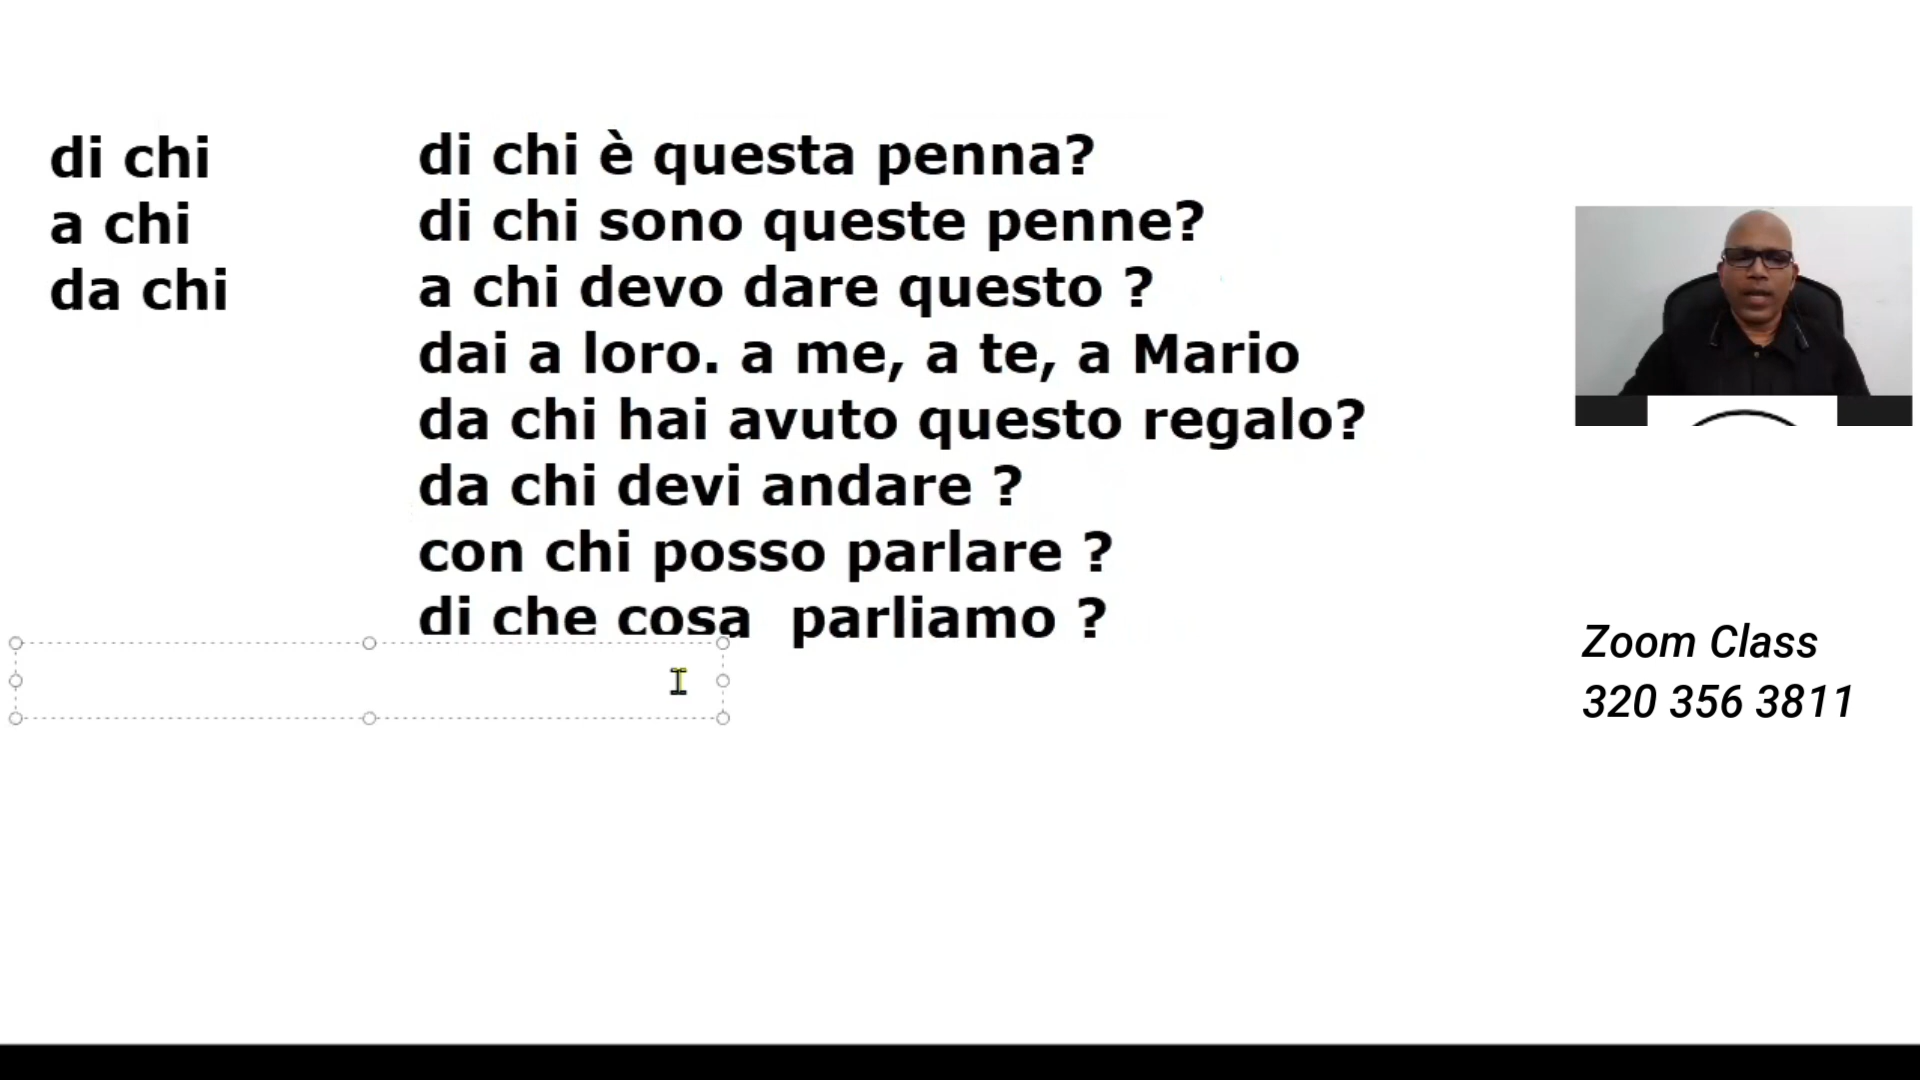 di chi
a chi
da chi
di chi è questa penna?
di chi sono queste penne?
a chi devo dare questo ?
dai a loro. a me, a te, a Mario
da chi hai avuto questo regalo?
da chi devi andare ?
con chi posso parlare ?
di che cosa  parliamo ?
Zoom Class
320 356 3811